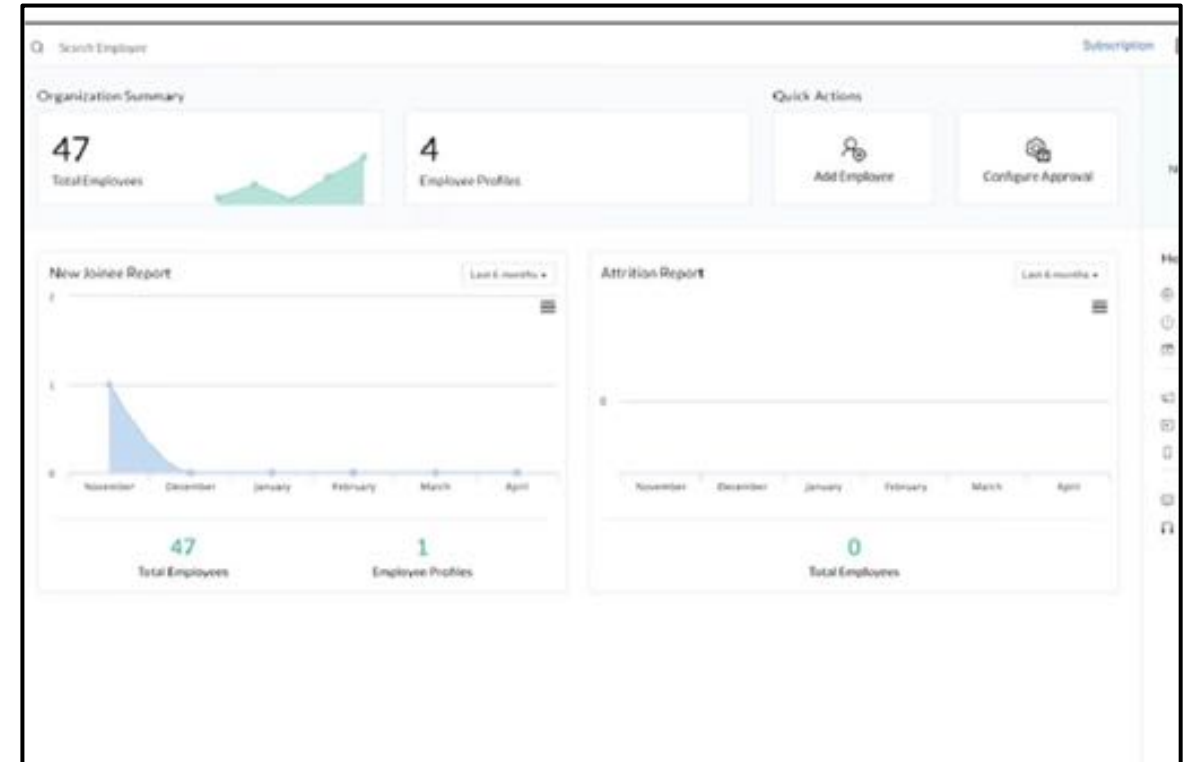 Search Employee
Subscription
Organization Summary
Quick Actions
47
Total Employees
4
Employee Profiles
Add Employee
Configure Approval
New Joinee Report
Last 6 months
Attrition Report
Last 6 months
2
1
0
November December January February March April
0
November December January February March April
47
Total Employees
1
Employee Profiles
0
Total Employees